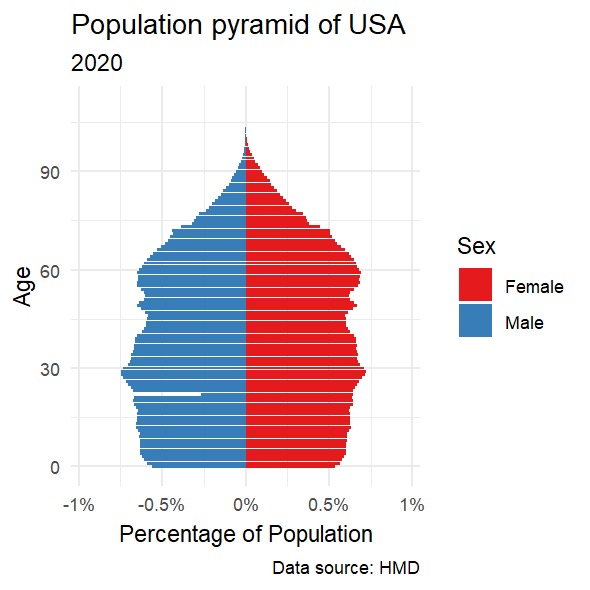 Population pyramid of USA
2020
Age
90
60
30
0
-1%
-0.5%
0%
0.5%
1%
Percentage of Population
Data source: HMD
Sex
Female
Male